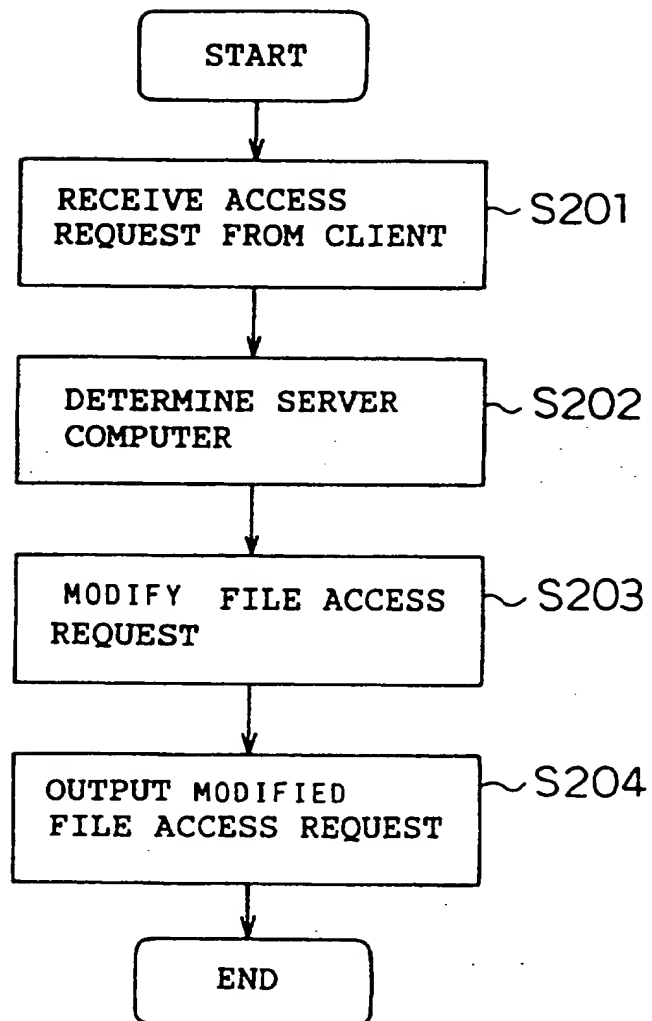 START
RECEIVE ACCESS
REQUEST FROM CLIENT
S201
DETERMINE SERVER
COMPUTER
S202
MODIFY FILE ACCESS
REQUEST
S203
OUTPUT MODIFIED
FILE ACCESS REQUEST
S204
END